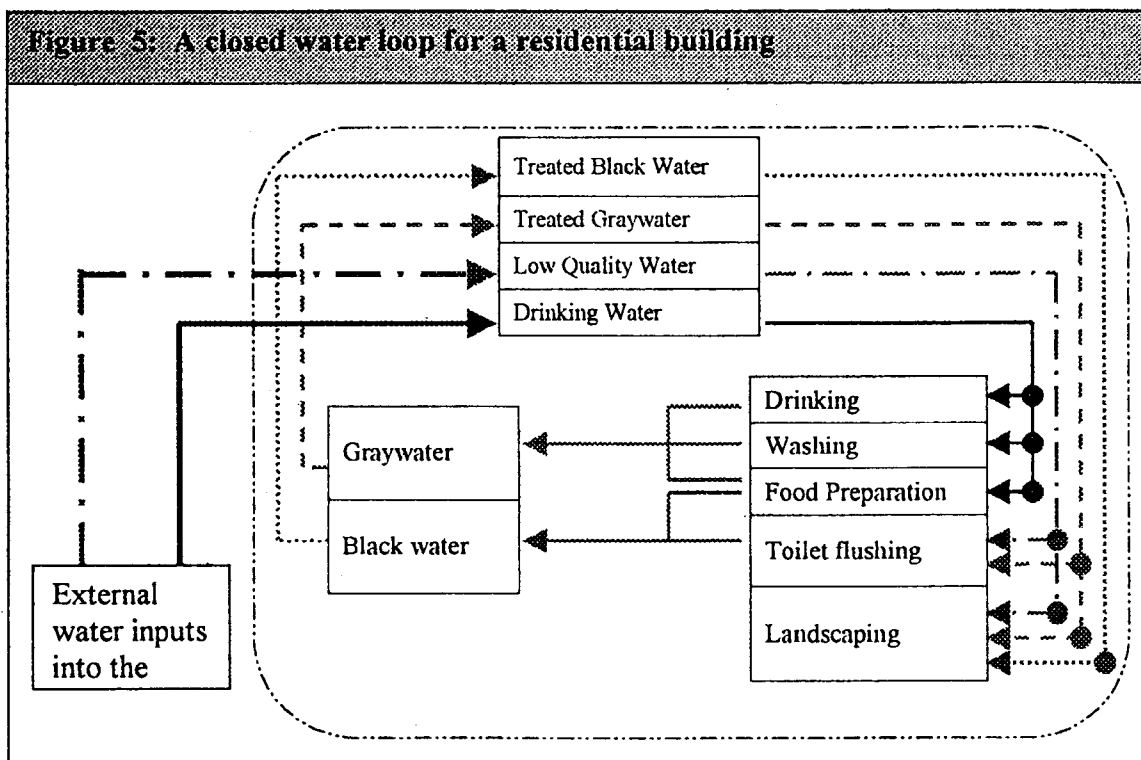 Figure 5: A closed water loop for a residential building
Treated Black Water
Treated Graywater
Low Quality Water
Drinking Water
Drinking
Washing
Food Preparation
Toilet flushing
Landscaping
Graywater
Black water
External
water inputs
into the